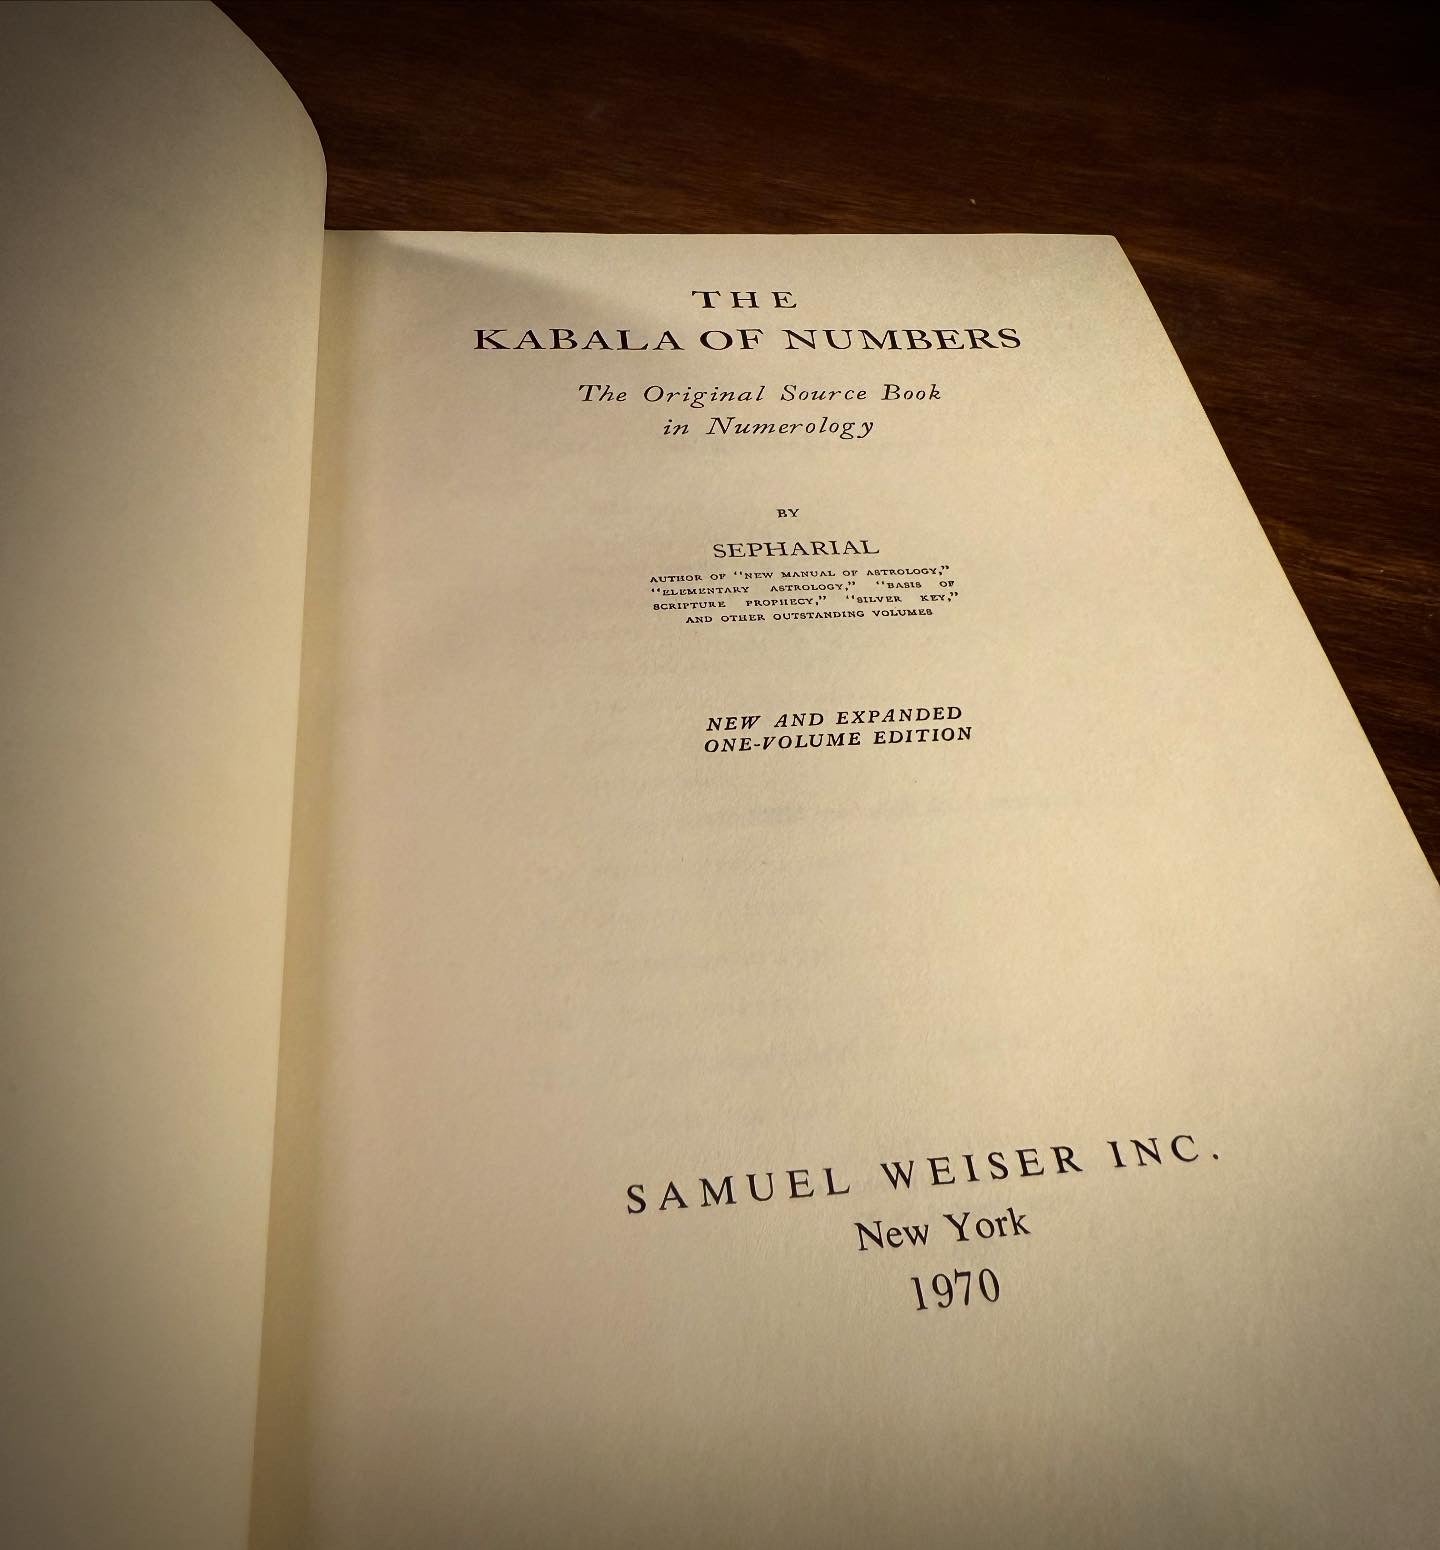 THE
KABALA OF NUMBERS
The Original Source Book
in Numerology
BY
SEPHARIAL
AUTHOR OF "NEW MANUAL OF ASTROLOGY,"
"ELEMENTARY ASTROLOGY," "BASIS OF
SCRIPTURE PROPHECY," "SILVER KEY,"
AND OTHER OUTSTANDING VOLUMES
NEW AND EXPANDED
ONE-VOLUME EDITION
SAMUEL WEISER INC.
New York
1970